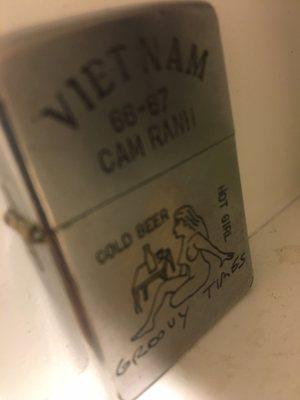 VIETNAM
66-67
CAM RANH
COLD BEER
HOT GIRL
GROOVY TIMES